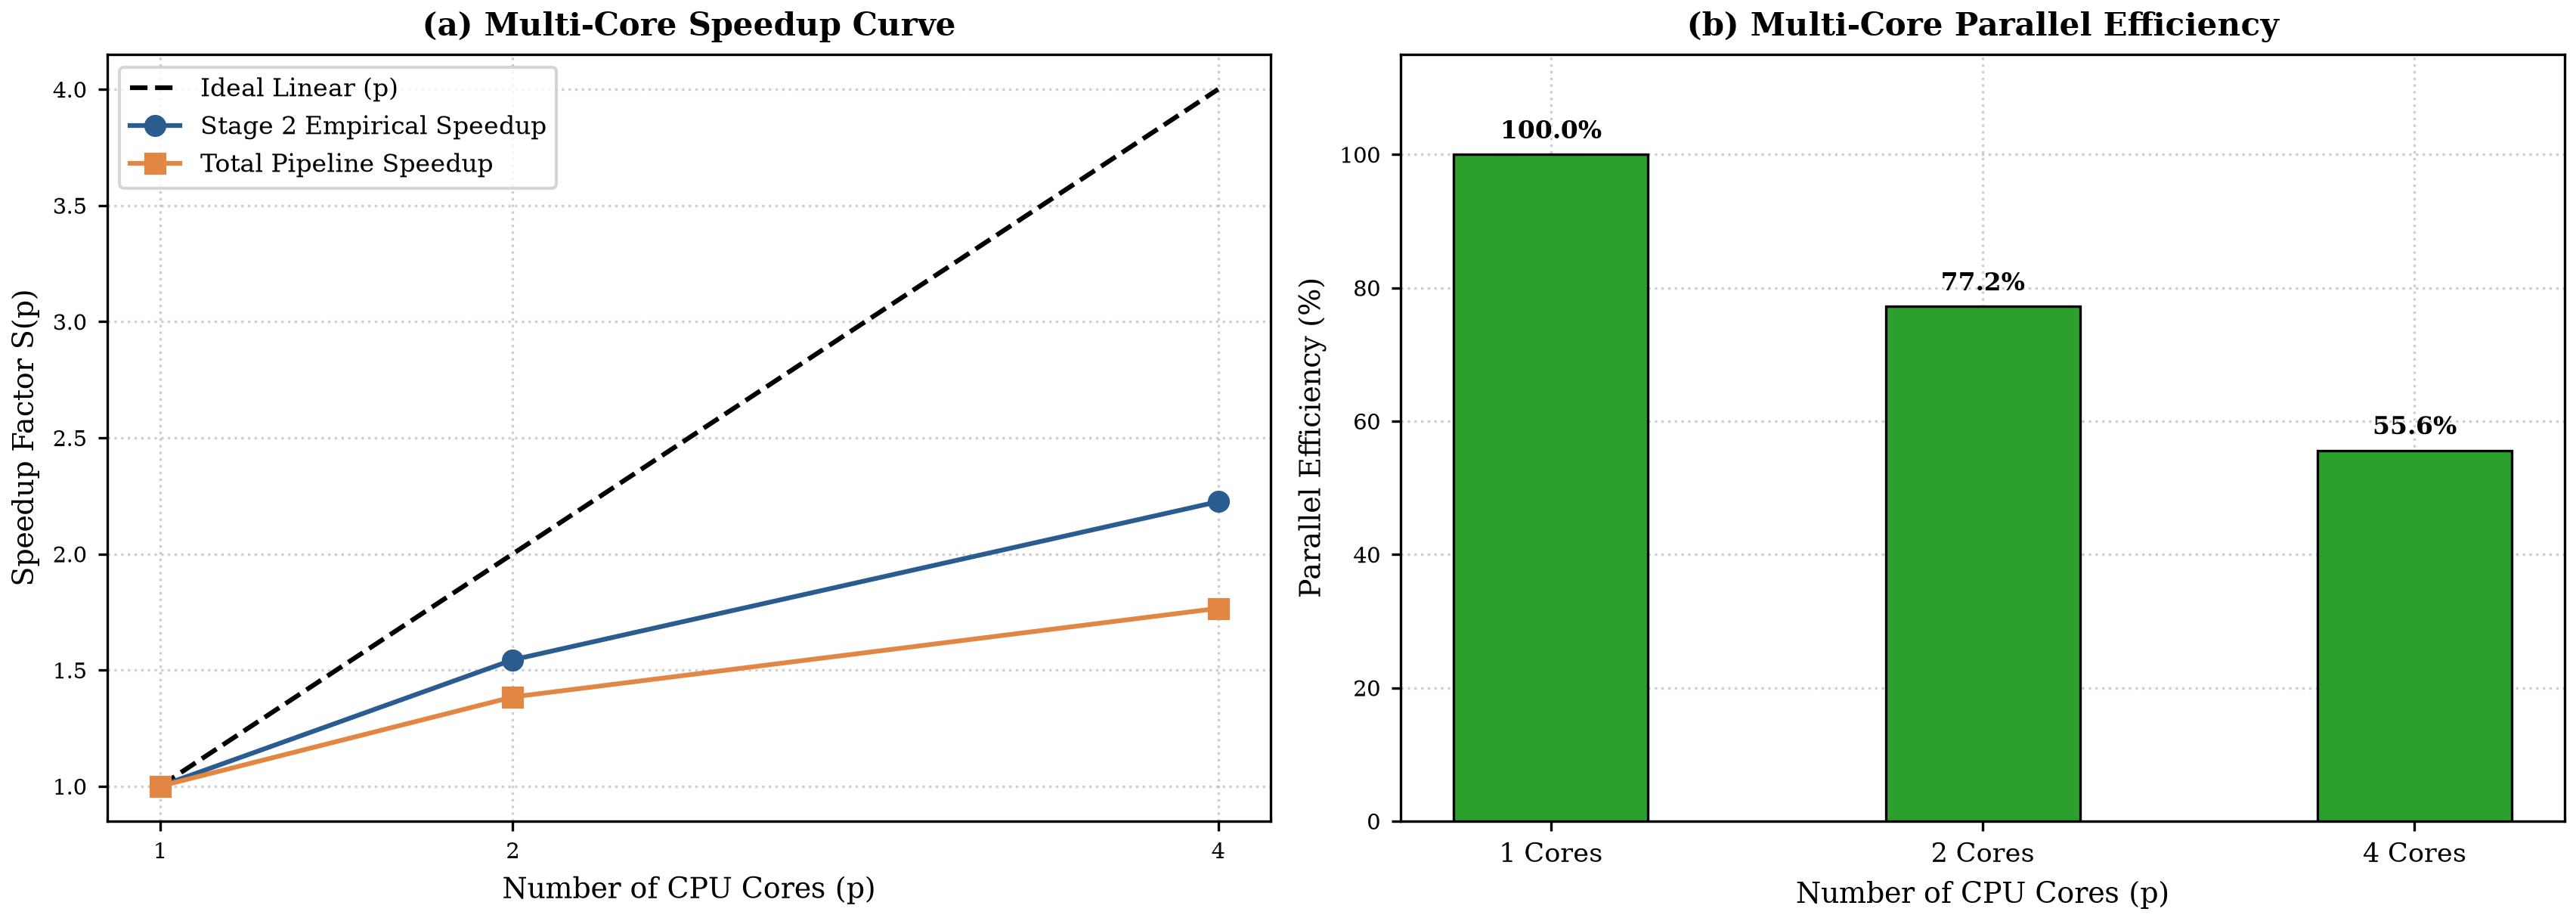 (a) Multi-Core Speedup Curve
Ideal Linear (p)
Stage 2 Empirical Speedup
Total Pipeline Speedup
4.0
3.5
3.0
2.5
2.0
1.5
1.0
Speedup Factor S(p)
1
2
4
Number of CPU Cores (p)
(b) Multi-Core Parallel Efficiency
100.0%
77.2%
55.6%
100
80
60
40
20
0
Parallel Efficiency (%)
1 Cores
2 Cores
4 Cores
Number of CPU Cores (p)